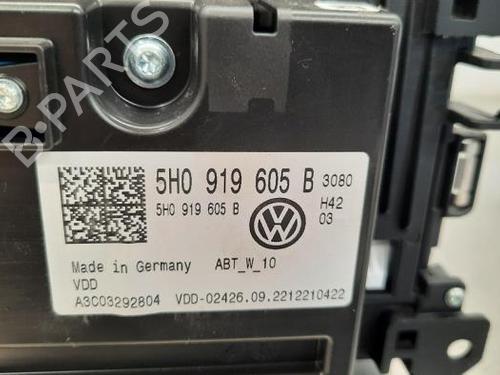 B-PARTS
5H0 919 605 B 3080
5H0 919 605 B
H42
03
Made in Germany ABT_W_10
VDD
A3C03292804 VDD-02426.09.2212210422